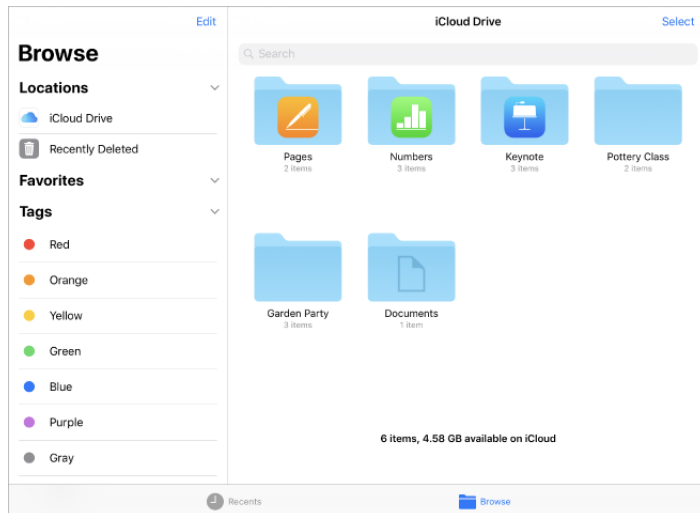 Edit
Browse
Locations
iCloud Drive
Recently Deleted
Favorites
Tags
Red
Orange
Yellow
Green
Blue
Purple
Gray
iCloud Drive
Select
Search
Pages
2 items
Numbers
3 items
Keynote
3 items
Pottery Class
2 items
Garden Party
3 items
Documents
1 item
6 items, 4.58 GB available on iCloud
Recents
Browse